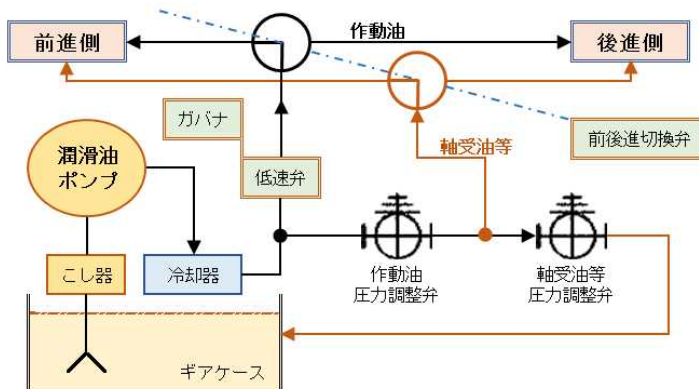 前進側
作動油
後進側
ガバナ
低速弁
軸受油等
前後進切換弁
潤滑油
ポンプ
こし器
冷却器
作動油
圧力調整弁
軸受油等
圧力調整弁
ギアケース